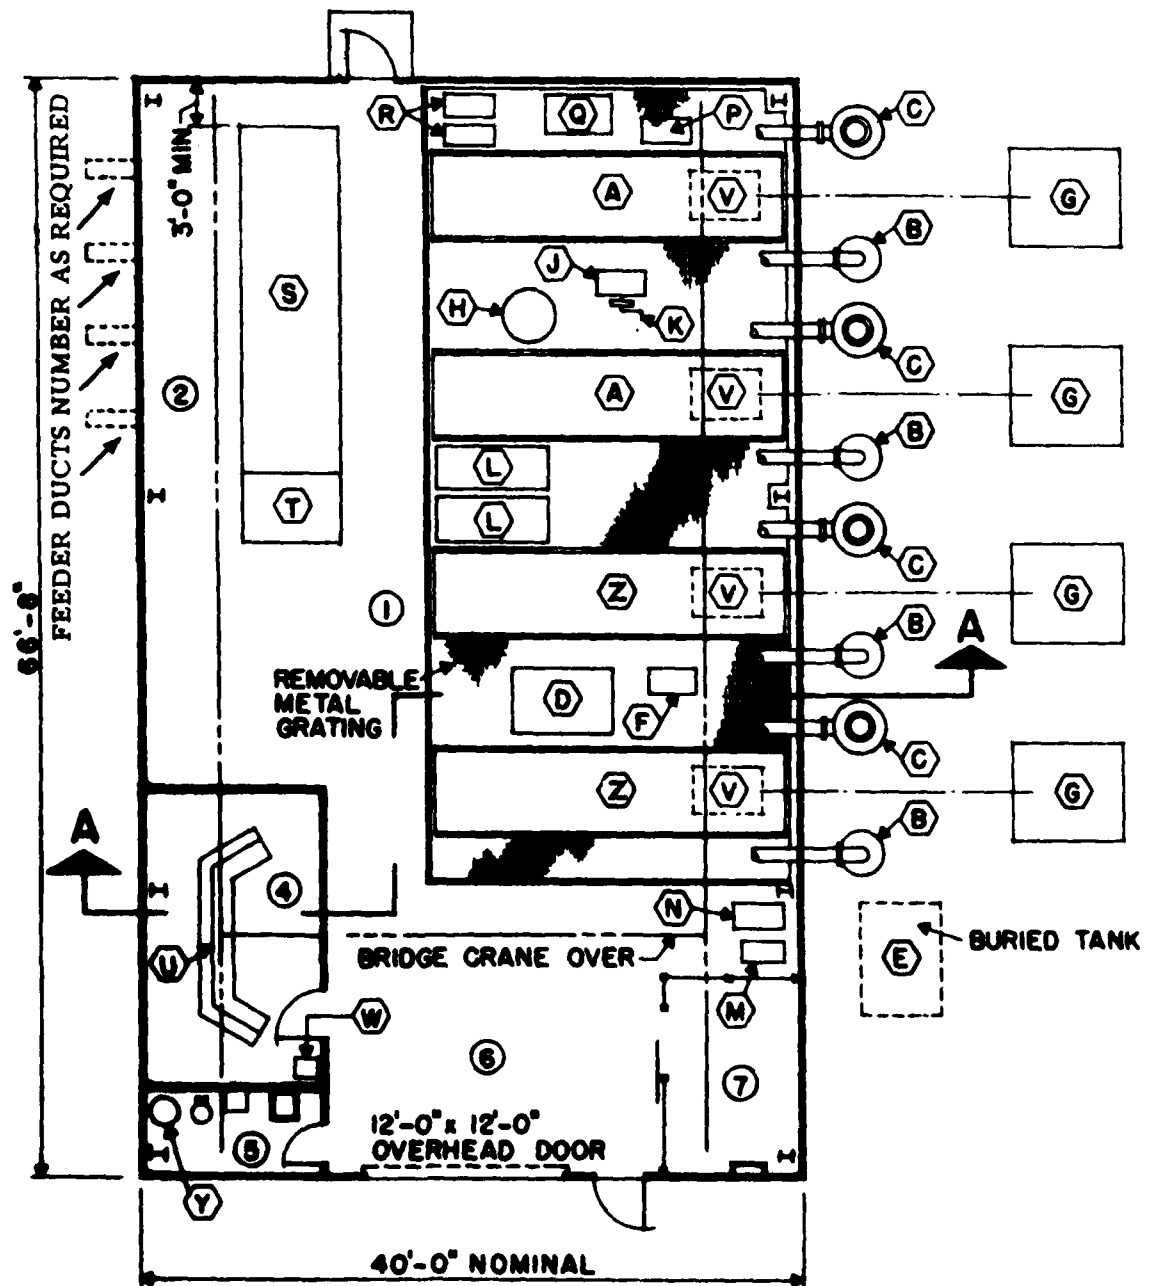 R
Q
P
C
A
V
G
B
J
H
K
C
FEEDER DUCTS NUMBER AS REQUIRED
3'-0" MIN.
S
2
A
V
G
B
L
T
L
C
1
Z
V
G
B
A
66'-8"
REMOVABLE
METAL
GRATING
D
F
C
Z
V
G
B
A
4
N
BRIDGE CRANE OVER
BURIED TANK
E
U
W
M
6
7
12'-0" x 12'-0"
OVERHEAD DOOR
5
Y
40'-0" NOMINAL